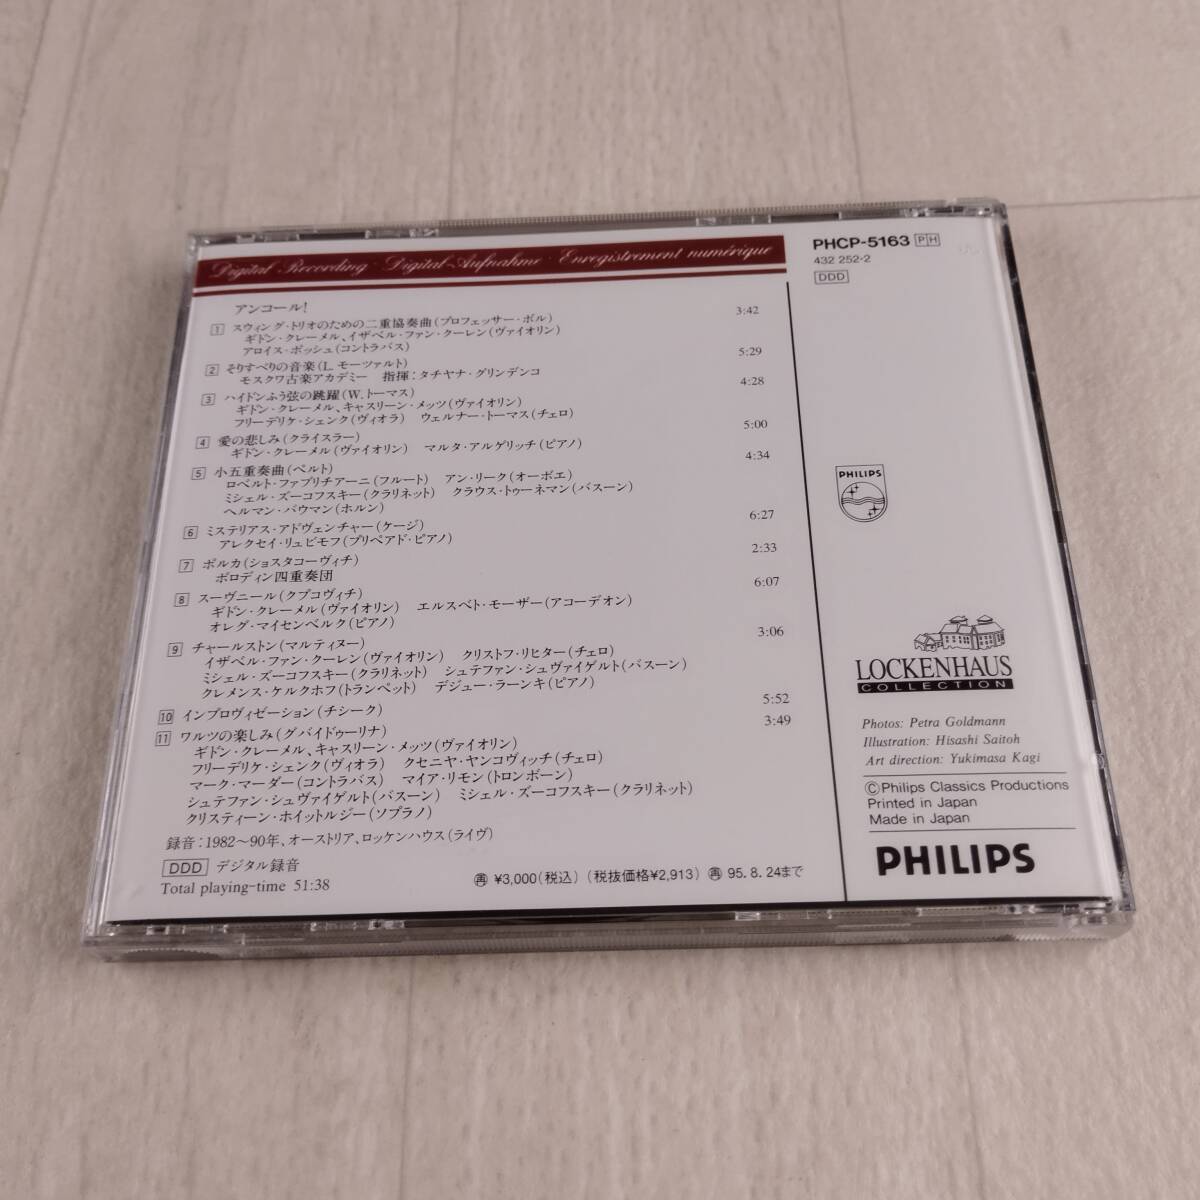 Digital Recording · Digital-Aufnahme · Enregistrement numérique
アンコール!
1 スウィング・トリオのための二重協奏曲(プロフェッサー・ボル) 3:42
ギドン・クレーメル、イザベル・ファン・クーレン(ヴァイオリン)
アロイス・ポッシュ(コントラバス)
2 そりすべりの音楽(L. モーツァルト) 5:29
モスクワ古楽アカデミー 指揮:タチヤナ・グリンデンコ
3 ハイドンふう弦の跳躍(W. トーマス) 4:28
ギドン・クレーメル、キャスリーン・メッツ(ヴァイオリン)
フリーデリケ・シェンク(ヴィオラ) ウェルナー・トーマス(チェロ)
4 愛の悲しみ(クライスラー) 5:00
ギドン・クレーメル(ヴァイオリン) マルタ・アルゲリッチ(ピアノ)
5 小五重奏曲(ペルト) 4:34
ロベルト・ファブリチアーニ(フルート) アン・リーク(オーボエ)
ミシェル・ズーコフスキー(クラリネット) クラウス・トゥーネマン(バスーン)
ヘルマン・バウマン(ホルン)
6 ミステリアス・アドヴェンチャー(ケージ) 6:27
アレクセイ・リュビモフ(プリペアド・ピアノ)
7 ポルカ(ショスタコーヴィチ) 2:33
ボロディン四重奏団
8 スーヴニール(クプコヴィチ) 6:07
ギドン・クレーメル(ヴァイオリン) エルスベト・モーザー(アコーデオン)
オレグ・マイセンベルク(ピアノ)
9 チャールストン(マルティヌー) 3:06
イザベル・ファン・クーレン(ヴァイオリン) クリストフ・リヒター(チェロ)
ミシェル・ズーコフスキー(クラリネット) シュテファン・シュヴァイゲルト(バスーン)
クレメンス・ケルクホフ(トランペット) デジュー・ラーンキ(ピアノ)
10 インプロヴィゼーション(チシーク) 5:52
11 ワルツの楽しみ(グバイドゥーリナ) 3:49
ギドン・クレーメル、キャスリーン・メッツ(ヴァイオリン)
フリーデリケ・シェンク(ヴィオラ) クセニヤ・ヤンコヴィッチ(チェロ)
マーク・マーダー(コントラバス) マイア・リモン(トロンボーン)
シュテファン・シュヴァイゲルト(バスーン) ミシェル・ズーコフスキー(クラリネット)
クリスティーン・ホイットルジー(ソプラノ)
録音:1982〜90年、オーストリア、ロッケンハウス(ライヴ)
DDD デジタル録音
Total playing-time 51:38
再 ¥3,000(税込) (税抜価格¥2,913) 再 95.8.24まで
PHCP-5163 PH
432 252-2
DDD
PHILIPS
LOCKENHAUS
COLLECTION
Photos: Petra Goldmann
Illustration: Hisashi Saitoh
Art direction: Yukimasa Kagi
©Philips Classics Productions
Printed in Japan
Made in Japan
PHILIPS